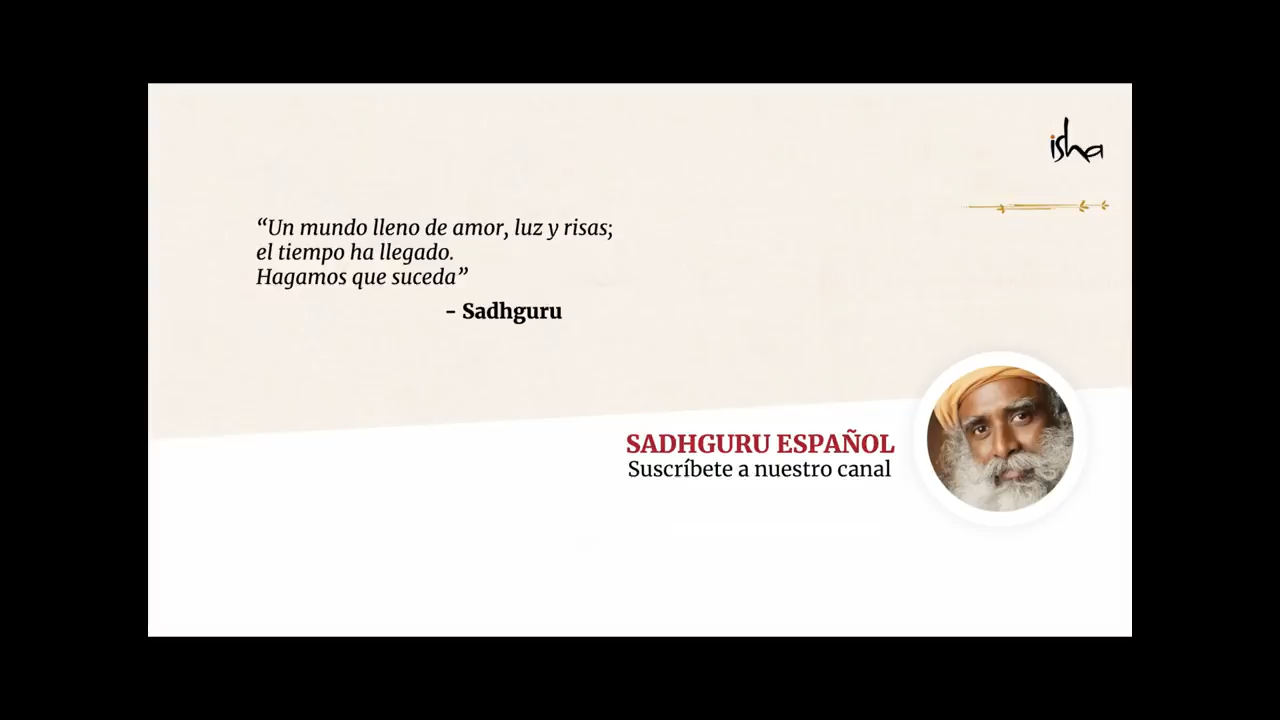 isha
“Un mundo lleno de amor, luz y risas;
el tiempo ha llegado.
Hagamos que suceda”
- Sadhguru
SADHGURU ESPAÑOL
Suscríbete a nuestro canal